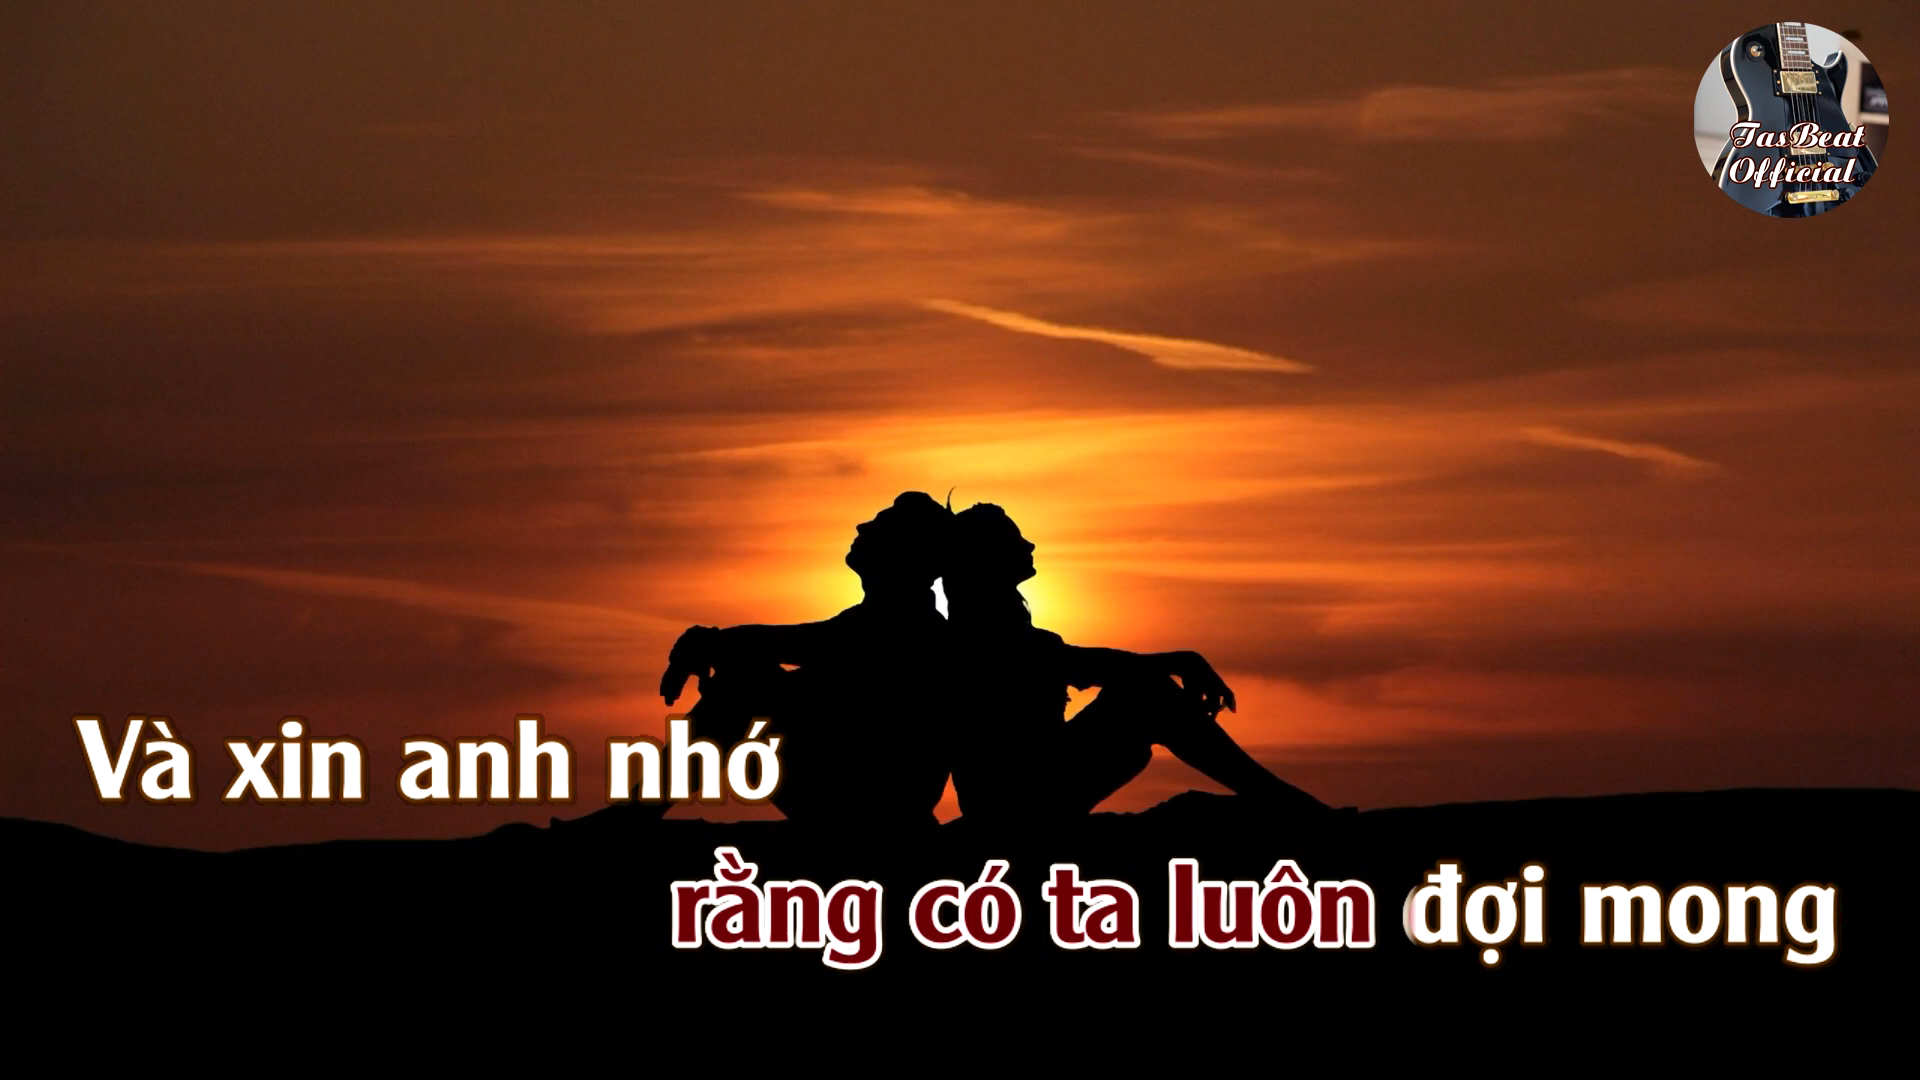 TasBeat
Official
Và xin anh nhớ
rằng có ta luôn đợi mong